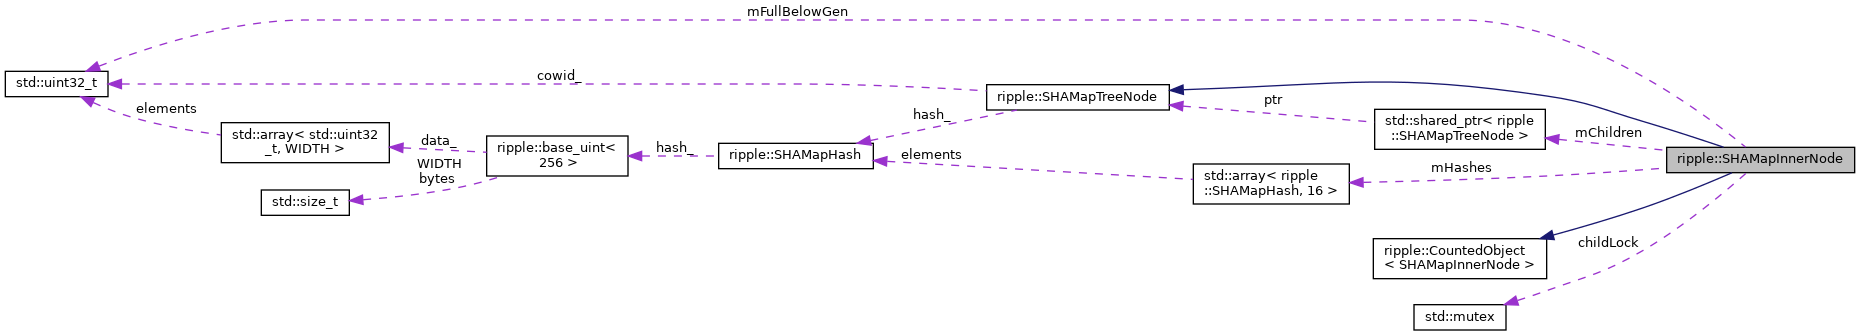 mFullBelowGen
std::uint32_t
cowid_
elements
ripple::SHAMapTreeNode
ptr
std::shared_ptr< ripple
::SHAMapTreeNode >
mChildren
hash_
std::array< std::uint32
_t, WIDTH >
data_
WIDTH
bytes
ripple::base_uint<
256 >
hash_
ripple::SHAMapHash
elements
std::array< ripple
::SHAMapHash, 16 >
mHashes
ripple::SHAMapInnerNode
std::size_t
childLock
ripple::CountedObject
< SHAMapInnerNode >
std::mutex